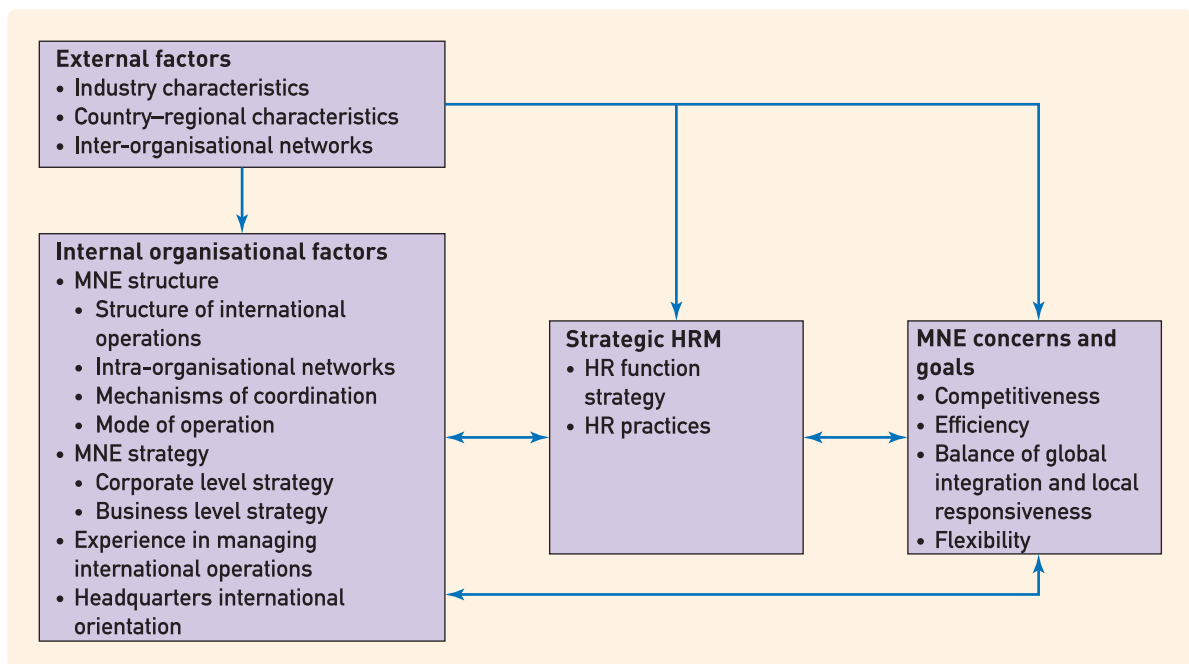 External factors
• Industry characteristics
• Country–regional characteristics
• Inter-organisational networks
Internal organisational factors
• MNE structure
• Structure of international
operations
• Intra-organisational networks
• Mechanisms of coordination
• Mode of operation
• MNE strategy
• Corporate level strategy
• Business level strategy
• Experience in managing
international operations
• Headquarters international
orientation
Strategic HRM
• HR function
strategy
• HR practices
MNE concerns and
goals
• Competitiveness
• Efficiency
• Balance of global
integration and local
responsiveness
• Flexibility